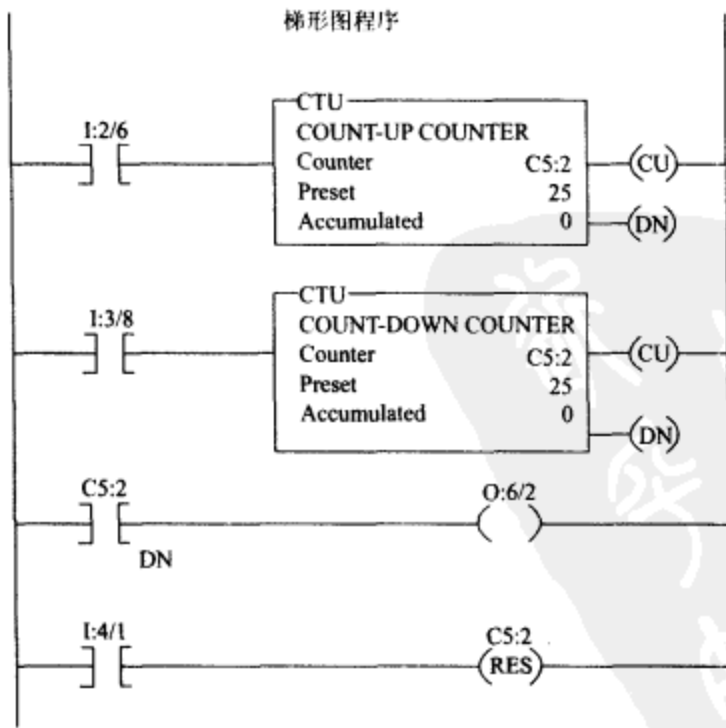 梯形图程序
I:2/6
CTU
COUNT-UP COUNTER
Counter C5:2
Preset 25
Accumulated 0
CU
DN
I:3/8
CTU
COUNT-DOWN COUNTER
Counter C5:2
Preset 25
Accumulated 0
CU
DN
C5:2
DN
O:6/2
I:4/1
C5:2
RES